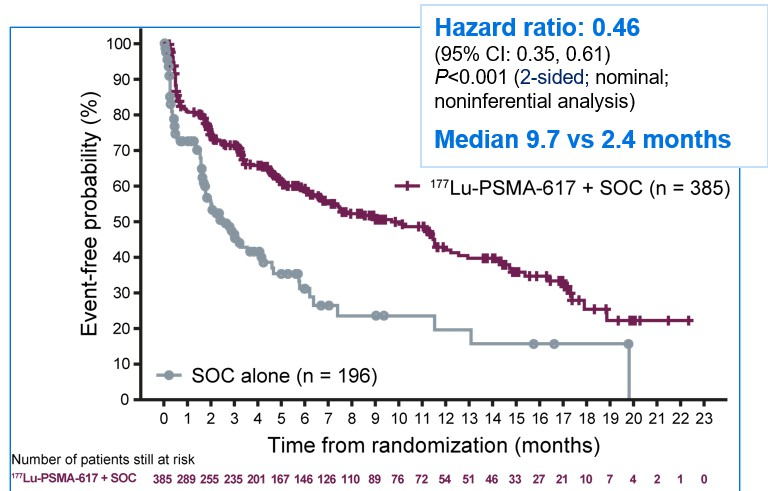 Hazard ratio: 0.46
(95% CI: 0.35, 0.61)
P<0.001 (2-sided; nominal;
noninferential analysis)
Median 9.7 vs 2.4 months
¹⁷⁷Lu-PSMA-617 + SOC (n = 385)
Event-free probability (%)
100
90
80
70
60
50
40
30
20
10
0
SOC alone (n = 196)
0 1 2 3 4 5 6 7 8 9 10 11 12 13 14 15 16 17 18 19 20 21 22 23
Time from randomization (months)
Number of patients still at risk
¹⁷⁷Lu-PSMA-617 + SOC 385 289 255 235 201 167 146 126 110 89 76 72 54 51 46 33 27 21 10 7 4 2 1 0